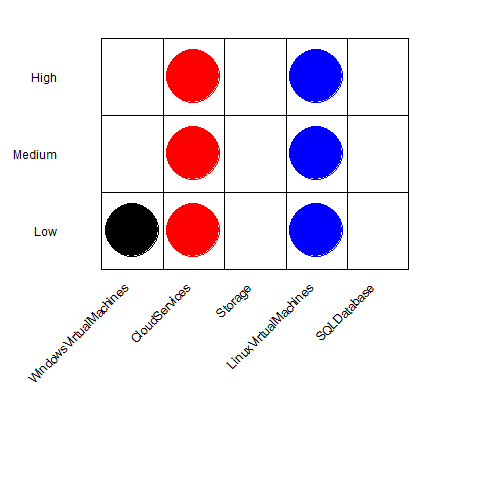 High
Medium
Low
WindowsVirtualMachines
CloudServices
Storage
LinuxVirtualMachines
SQLDatabase